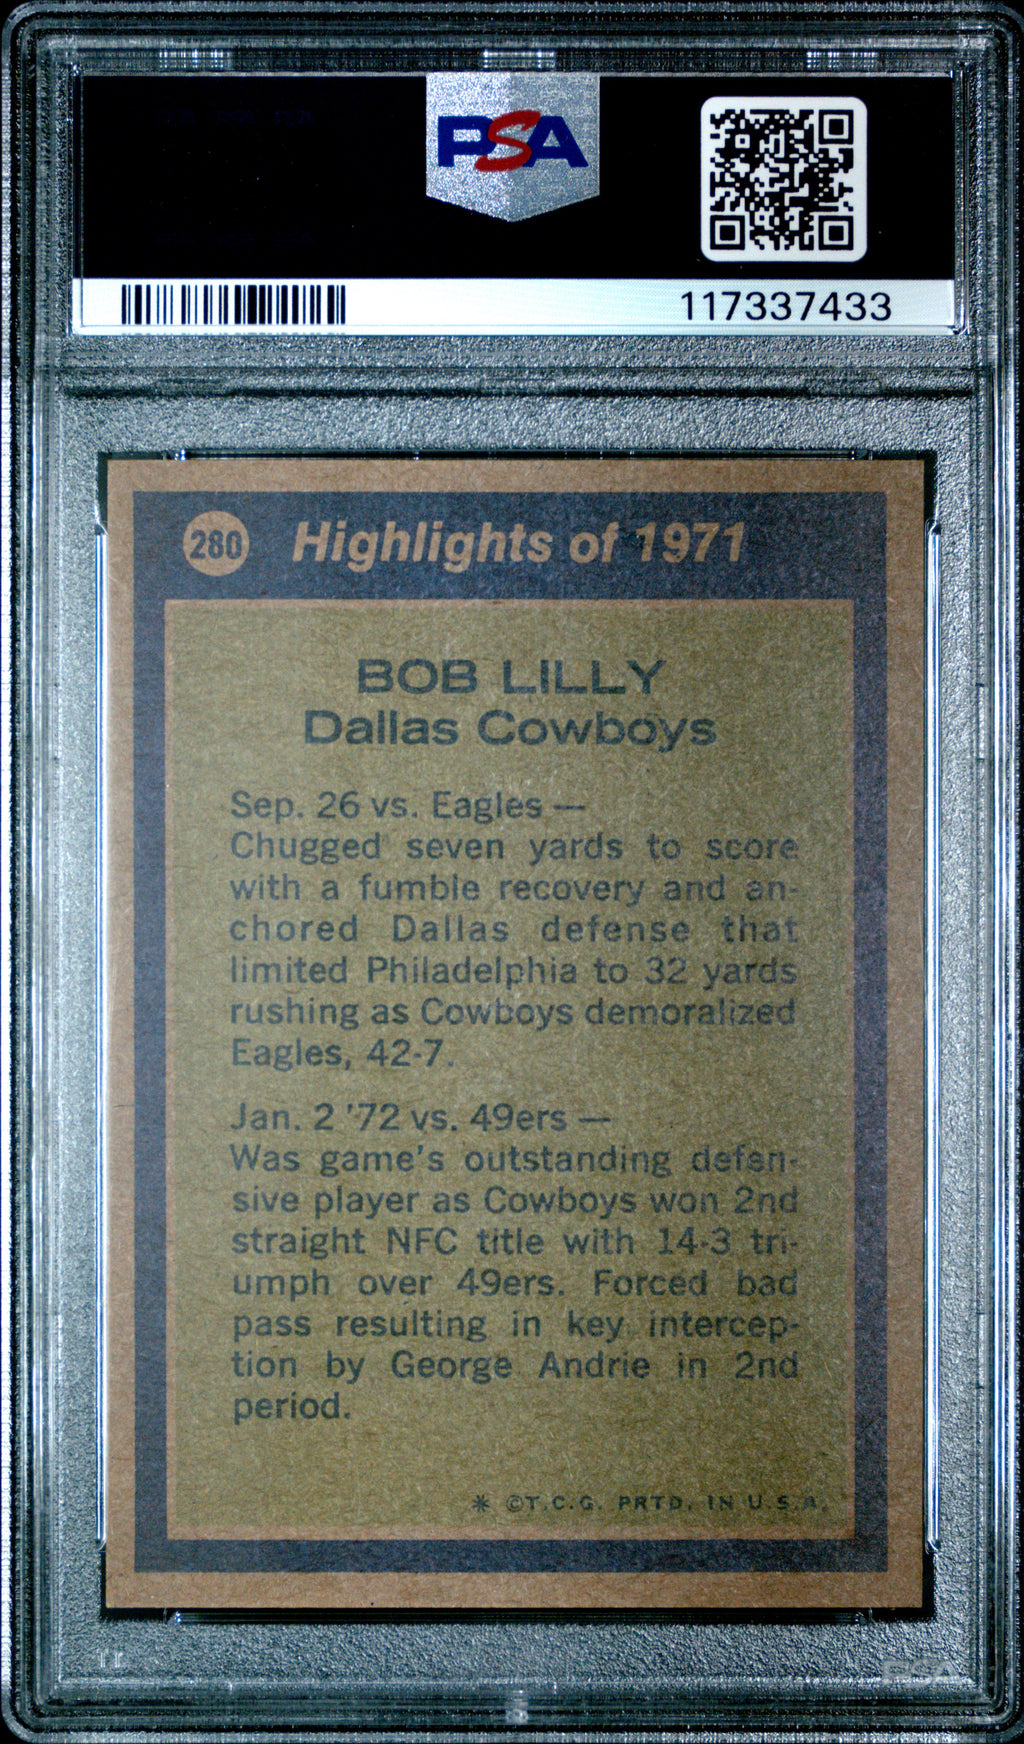 PSA
117337433
280 Highlights of 1971
BOB LILLY
Dallas Cowboys
Sep. 26 vs. Eagles —
Chugged seven yards to score
with a fumble recovery and an-
chored Dallas defense that
limited Philadelphia to 32 yards
rushing as Cowboys demoralized
Eagles, 42-7.
Jan. 2 '72 vs. 49ers —
Was game's outstanding defen-
sive player as Cowboys won 2nd
straight NFC title with 14-3 tri-
umph over 49ers. Forced bad
pass resulting in key intercep-
tion by George Andrie in 2nd
period.
* ©T.C.G. PRTD. IN U.S.A.
PSA